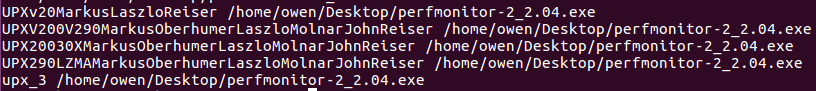 UPXv20MarkusLaszloReiser /home/owen/Desktop/perfmonitor-2_2.04.exe
UPXV200V290MarkusOberhumerLaszloMolnarJohnReiser /home/owen/Desktop/perfmonitor-2_2.04.exe
UPX20030XMarkusOberhumerLaszloMolnarJohnReiser /home/owen/Desktop/perfmonitor-2_2.04.exe
UPX290LZMAMarkusOberhumerLaszloMolnarJohnReiser /home/owen/Desktop/perfmonitor-2_2.04.exe
upx_3 /home/owen/Desktop/perfmonitor-2_2.04.exe